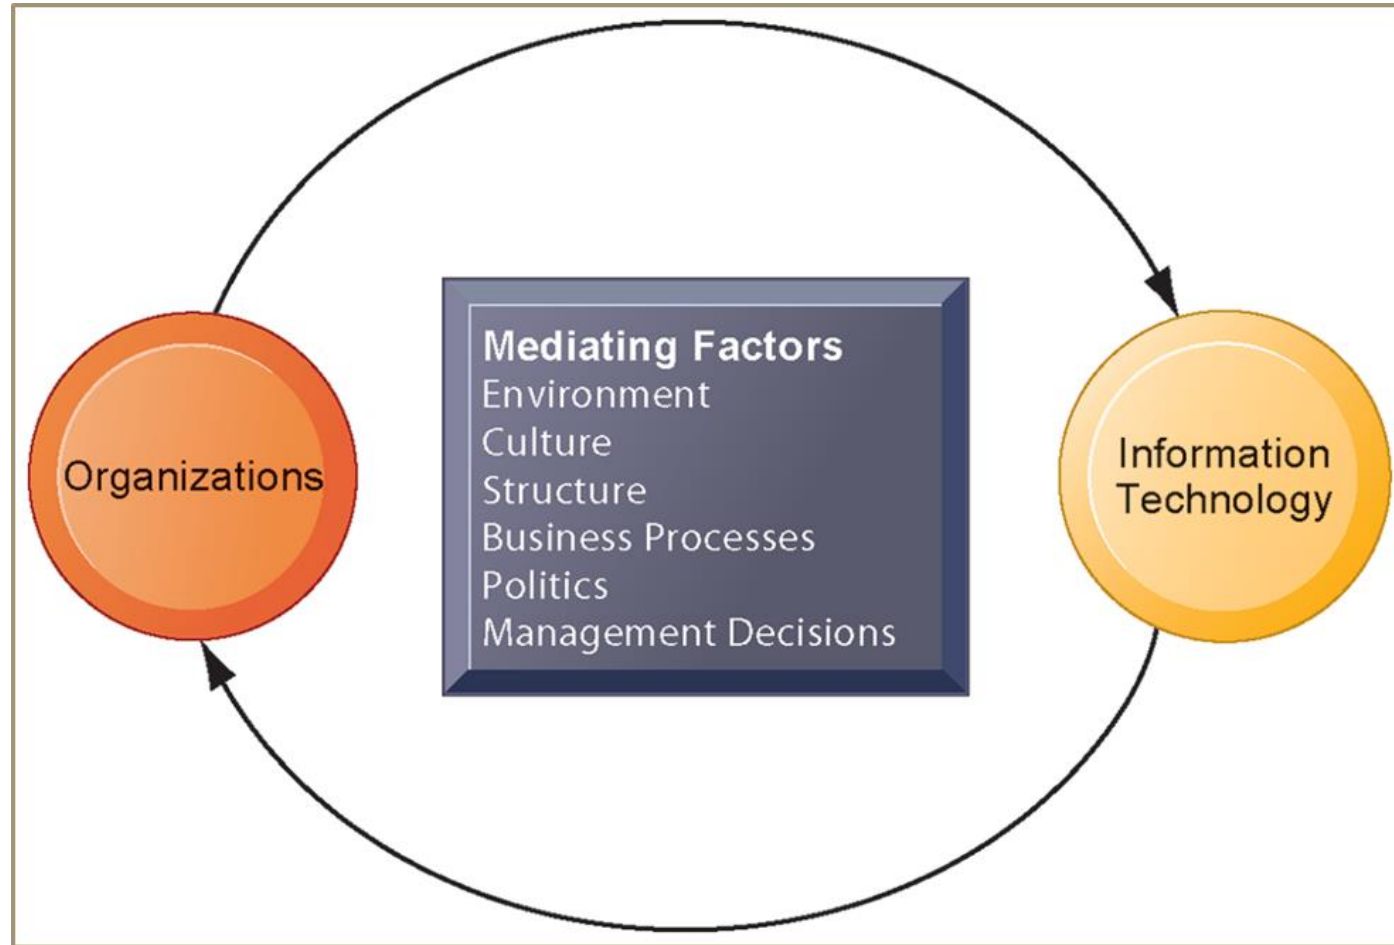 Mediating Factors
Environment
Culture
Structure
Business Processes
Politics
Management Decisions
Organizations
Information
Technology